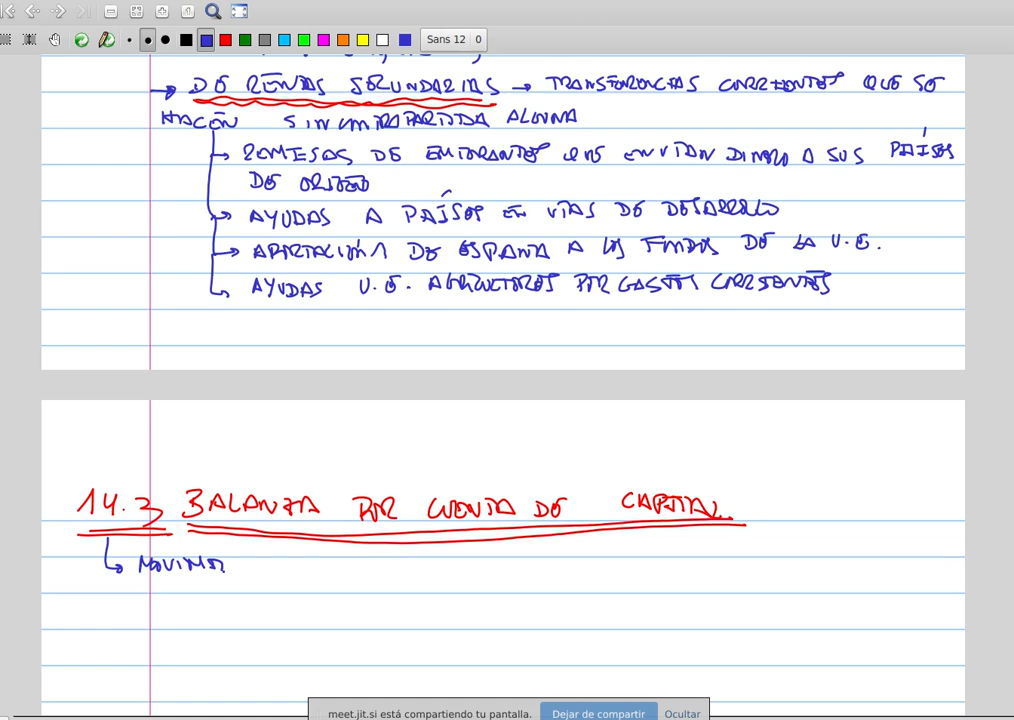 Sans 12 0
→ DE RENTAS SECUNDARIAS → TRANSFERENCIAS CORRIENTES QUE SE
HACEN SIN CONTRAPARTIDA ALGUNA
→ REMESAS DE EMIGRANTES QUE ENVIAN DINERO A SUS PAÍSES
DE ORIGEN
→ AYUDAS A PAÍSES EN VIAS DE DESARROLLO
→ APORTACIÓN DE ESPAÑA A LOS FONDOS DE LA U.E.
AYUDAS U.E. AGRICULTORES POR GASTOS CORRIENTES
14.3 BALANZA POR CUENTA DE CAPITAL
MOVIMI
meet.jit.si está compartiendo tu pantalla. Dejar de compartir Ocultar